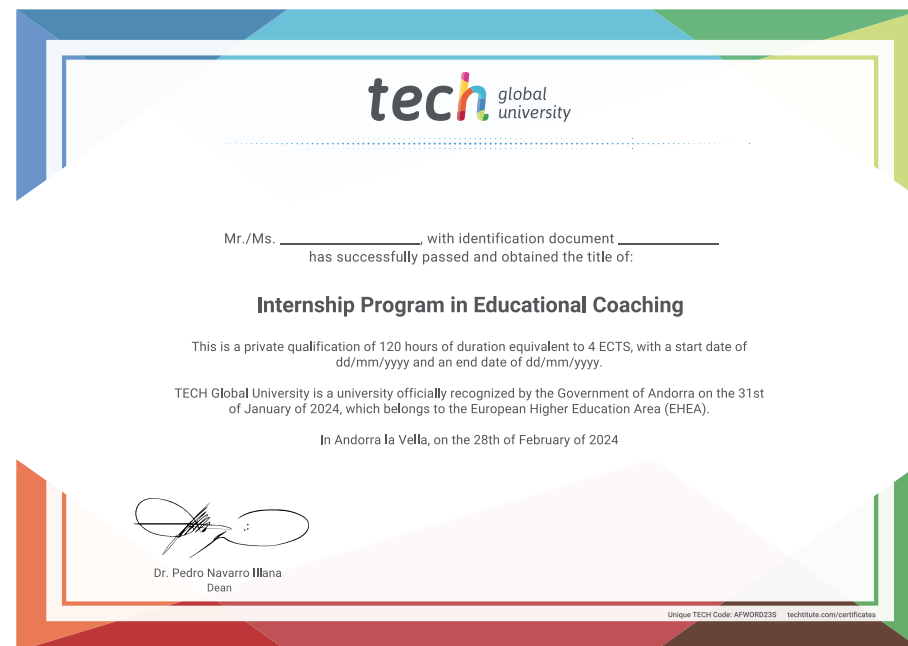 tech global university
Mr./Ms. ____________________, with identification document ______________
has successfully passed and obtained the title of:
Internship Program in Educational Coaching
This is a private qualification of 120 hours of duration equivalent to 4 ECTS, with a start date of
dd/mm/yyyy and an end date of dd/mm/yyyy.
TECH Global University is a university officially recognized by the Government of Andorra on the 31st
of January of 2024, which belongs to the European Higher Education Area (EHEA).
In Andorra la Vella, on the 28th of February of 2024
Dr. Pedro Navarro Illana
Dean
Unique TECH Code: AFWORD23S techtitute.com/certificates